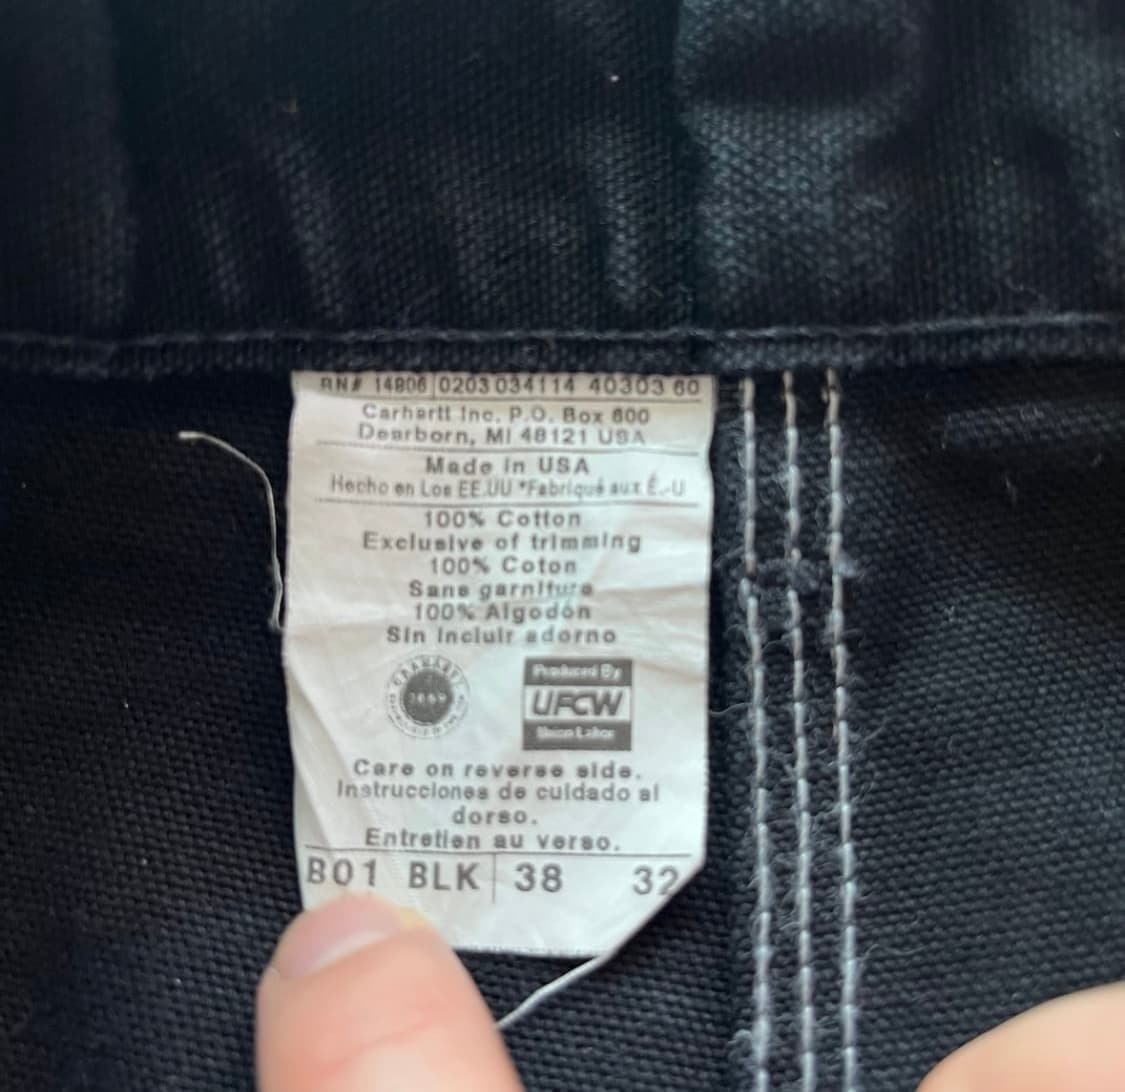 RN# 14806 0203 034114 40303 60
Carhartt Inc. P.O. Box 600
Dearborn, MI 48121 USA
Made in USA
Hecho en Los EE.UU *Fabriqué aux É.-U
100% Cotton
Exclusive of trimming
100% Coton
Sans garniture
100% Algodón
Sin incluir adorno
CARHARTT
Produced By
UFCW
Union Labor
Care on reverse side.
Instrucciones de cuidado al
dorso.
Entretien au verso.
B01 BLK 38 32